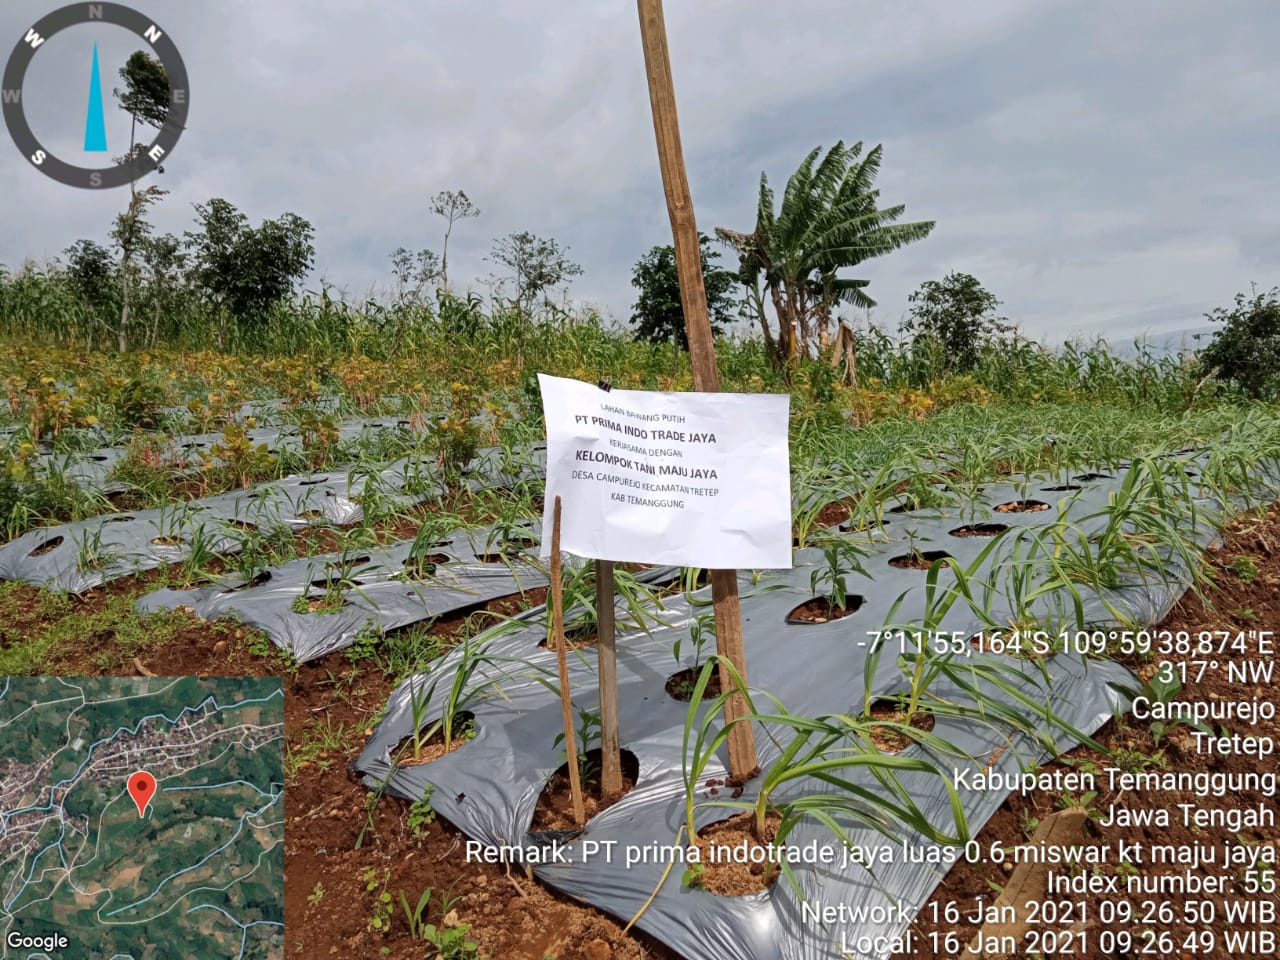 N
N
E
E
S
S
W
W
LAHAN BAWANG PUTIH
PT PRIMA INDO TRADE JAYA
KERJASAMA DENGAN
KELOMPOK TANI MAJU JAYA
DESA CAMPUREJO KECAMATAN TRETEP
KAB TEMANGGUNG
-7°11'55,164"S 109°59'38,874"E
317° NW
Campurejo
Tretep
Kabupaten Temanggung
Jawa Tengah
Remark: PT prima indotrade jaya luas 0.6 miswar kt maju jaya
Index number: 55
Network: 16 Jan 2021 09.26.50 WIB
Local: 16 Jan 2021 09.26.49 WIB
Google